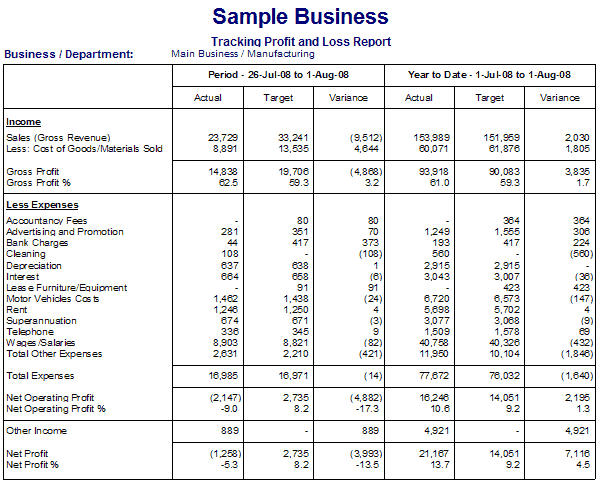 Sample Business
Tracking Profit and Loss Report
Business / Department: Main Business / Manufacturing
Period - 26-Jul-08 to 1-Aug-08 Year to Date - 1-Jul-08 to 1-Aug-08
Actual Target Variance Actual Target Variance
Income
Sales (Gross Revenue) 23,729 33,241 (9,512) 153,989 151,959 2,030
Less: Cost of Goods/Materials Sold 8,891 13,535 4,644 60,071 61,876 1,805
Gross Profit 14,838 19,706 (4,868) 93,918 90,083 3,835
Gross Profit % 62.5 59.3 3.2 61.0 59.3 1.7
Less Expenses
Accountancy Fees - 80 80 - 364 364
Advertising and Promotion 281 351 70 1,249 1,555 306
Bank Charges 44 417 373 193 417 224
Cleaning 108 - (108) 560 - (560)
Depreciation 637 638 1 2,915 2,915 -
Interest 664 658 (6) 3,043 3,007 (36)
Lease Furniture/Equipment - 91 91 - 423 423
Motor Vehicles Costs 1,462 1,438 (24) 6,720 6,573 (147)
Rent 1,246 1,250 4 5,698 5,702 4
Superannuation 674 671 (3) 3,077 3,068 (9)
Telephone 336 345 9 1,509 1,578 69
Wages/Salaries 8,903 8,821 (82) 40,758 40,326 (432)
Total Other Expenses 2,631 2,210 (421) 11,950 10,104 (1,846)
Total Expenses 16,985 16,971 (14) 77,672 76,032 (1,640)
Net Operating Profit (2,147) 2,735 (4,882) 16,246 14,051 2,195
Net Operating Profit % -9.0 8.2 -17.3 10.6 9.2 1.3
Other Income 889 - 889 4,921 - 4,921
Net Profit (1,258) 2,735 (3,993) 21,167 14,051 7,116
Net Profit % -5.3 8.2 -13.5 13.7 9.2 4.5